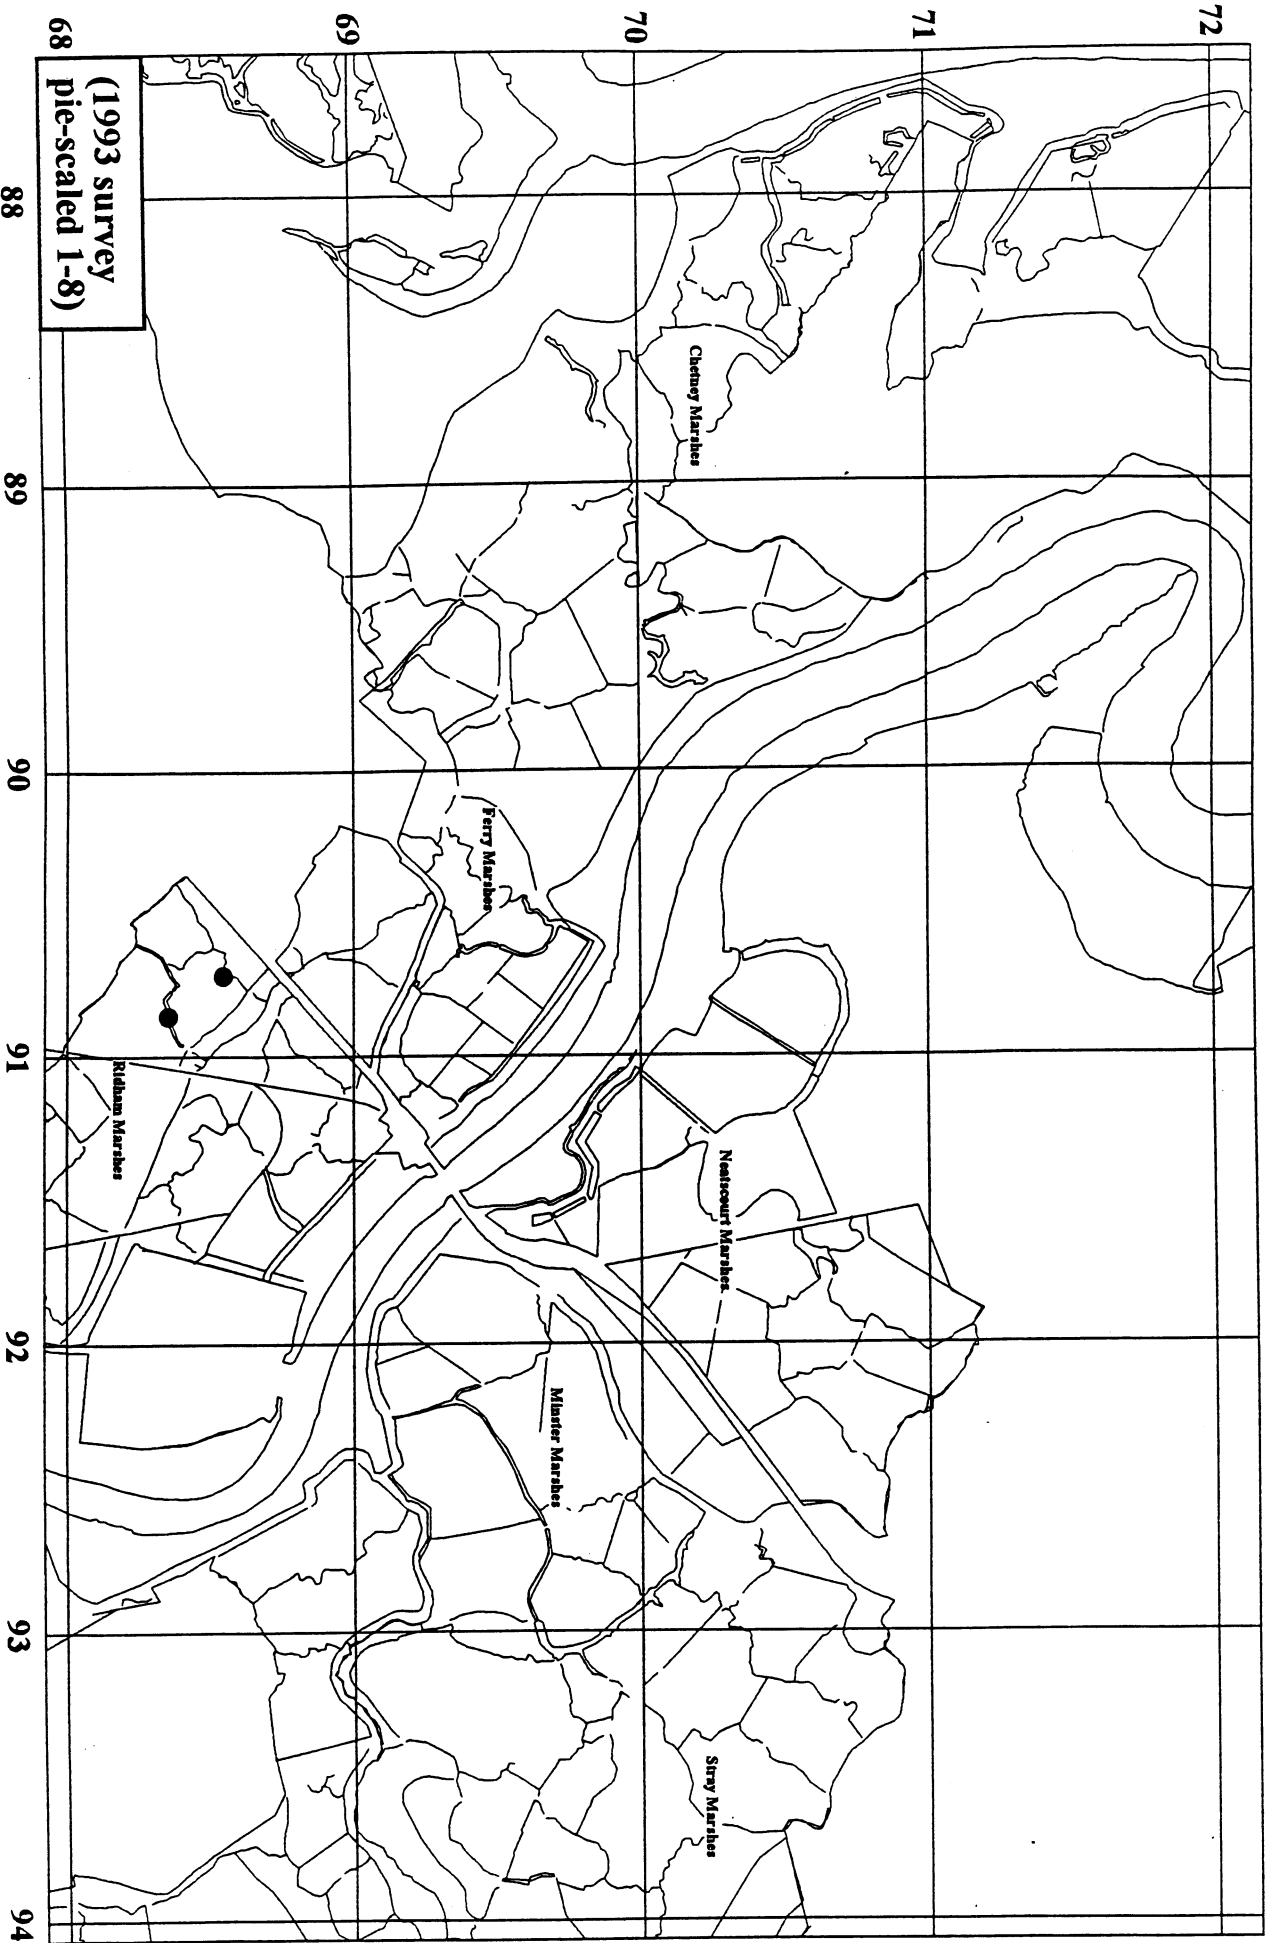 72
71
70
69
68
(1993 survey
pie-scaled 1-8)
88
89
90
91
92
93
94
Chetney Marshes
Ferry Marshes
Ridham Marshes
Neatscourt Marshes
Minster Marshes
Stray Marshes